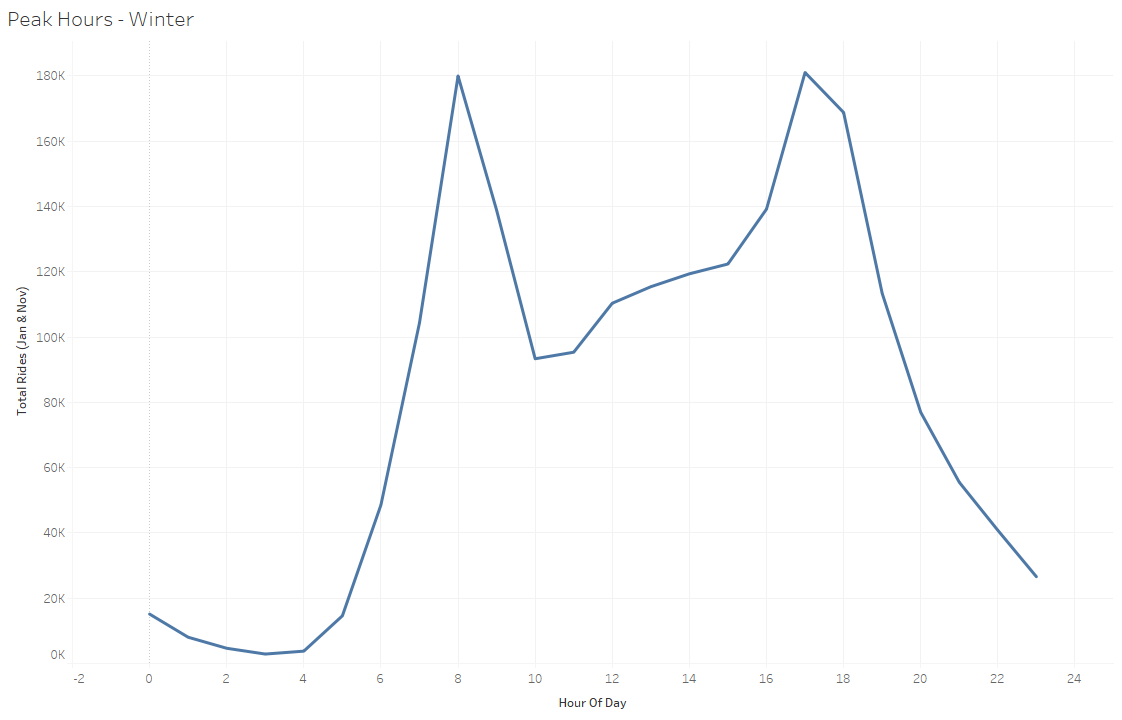 Peak Hours - Winter
180K
160K
140K
120K
100K
80K
60K
40K
20K
0K
Total Rides (Jan & Nov)
-2 0 2 4 6 8 10 12 14 16 18 20 22 24
Hour Of Day